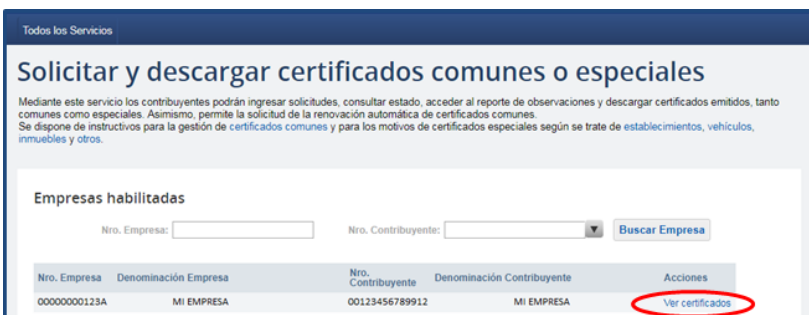 Todos los Servicios
Solicitar y descargar certificados comunes o especiales
Mediante este servicio los contribuyentes podrán ingresar solicitudes, consultar estado, acceder al reporte de observaciones y descargar certificados emitidos, tanto
comunes como especiales. Asimismo, permite la solicitud de la renovación automática de certificados comunes.
Se dispone de instructivos para la gestión de certificados comunes y para los motivos de certificados especiales según se trate de establecimientos, vehículos,
inmuebles y otros.
Empresas habilitadas
Nro. Empresa: Nro. Contribuyente: Buscar Empresa
Nro. Empresa Denominación Empresa Nro. Contribuyente Denominación Contribuyente Acciones
00000000123A MI EMPRESA 00123456789912 MI EMPRESA Ver certificados